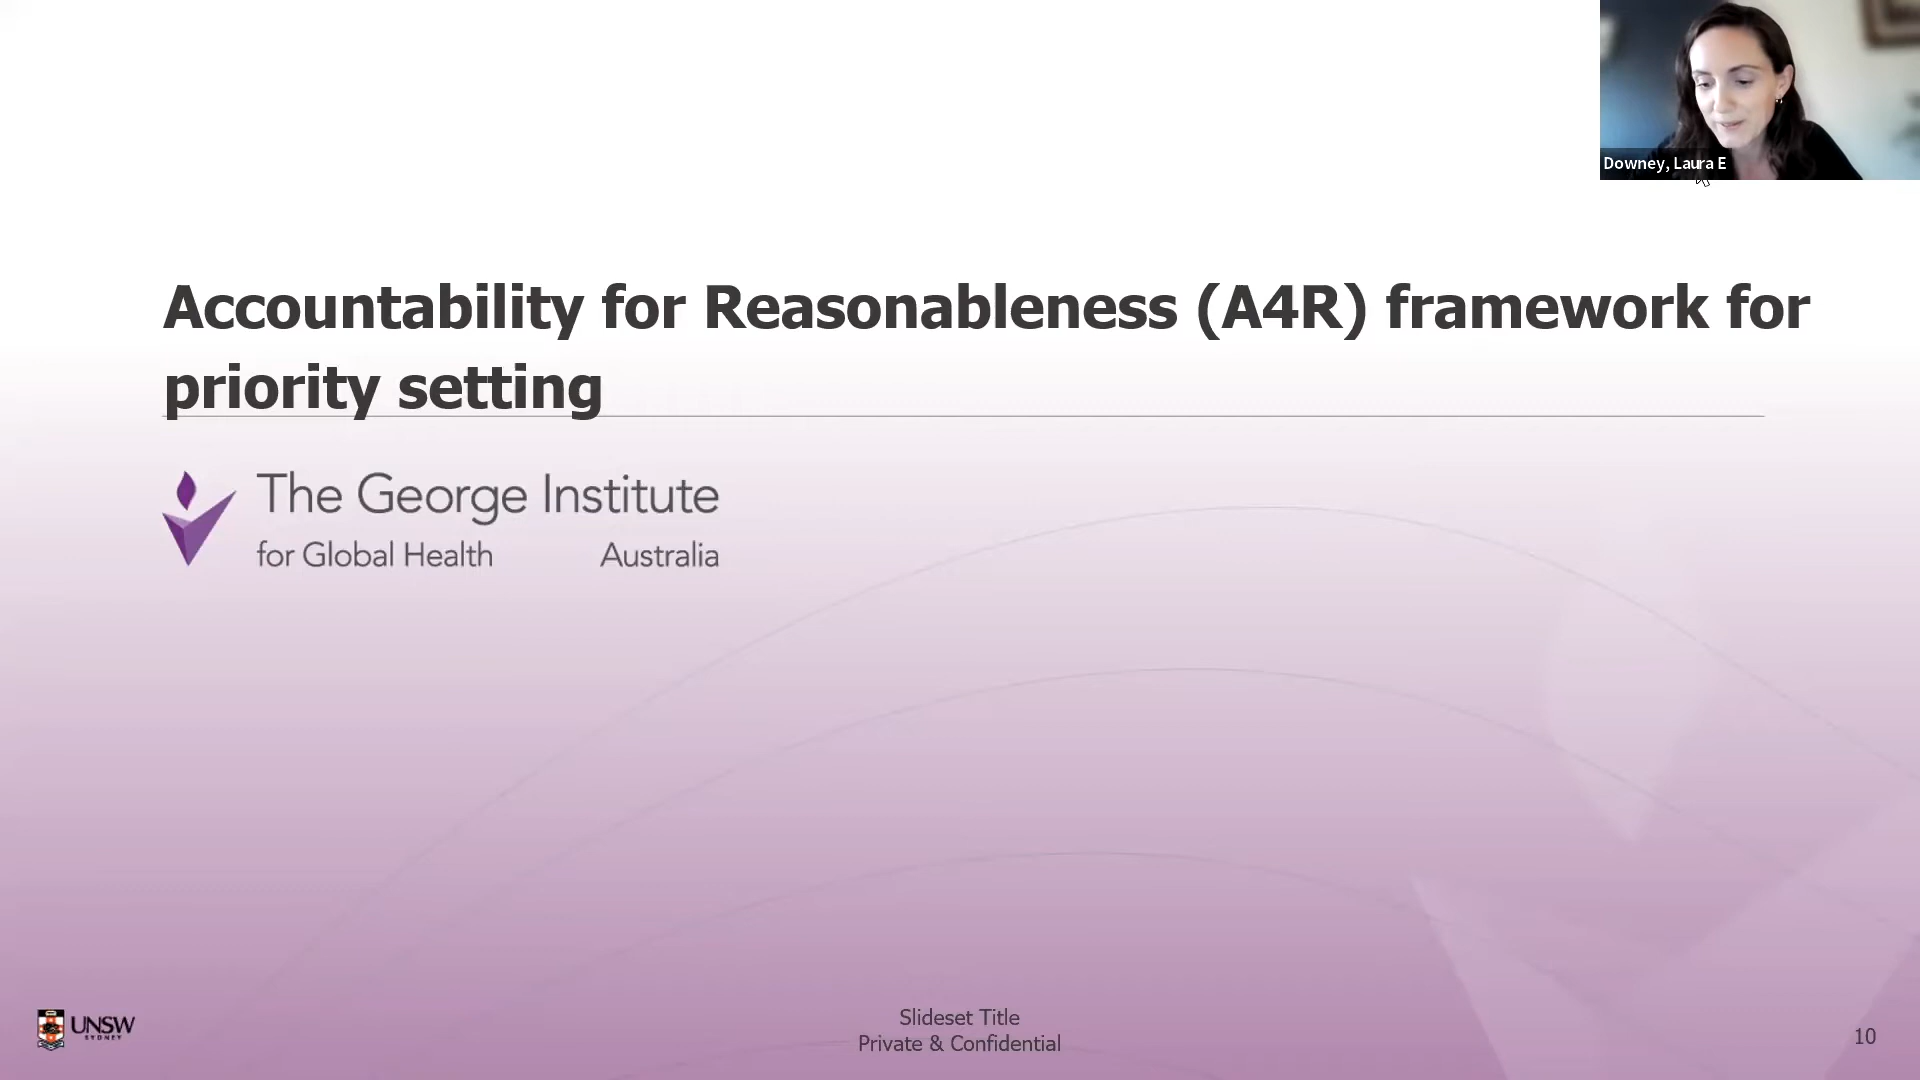 Downey, Laura E
Accountability for Reasonableness (A4R) framework for
priority setting
The George Institute
for Global Health Australia
UNSW
SYDNEY
Slideset Title
Private & Confidential
10